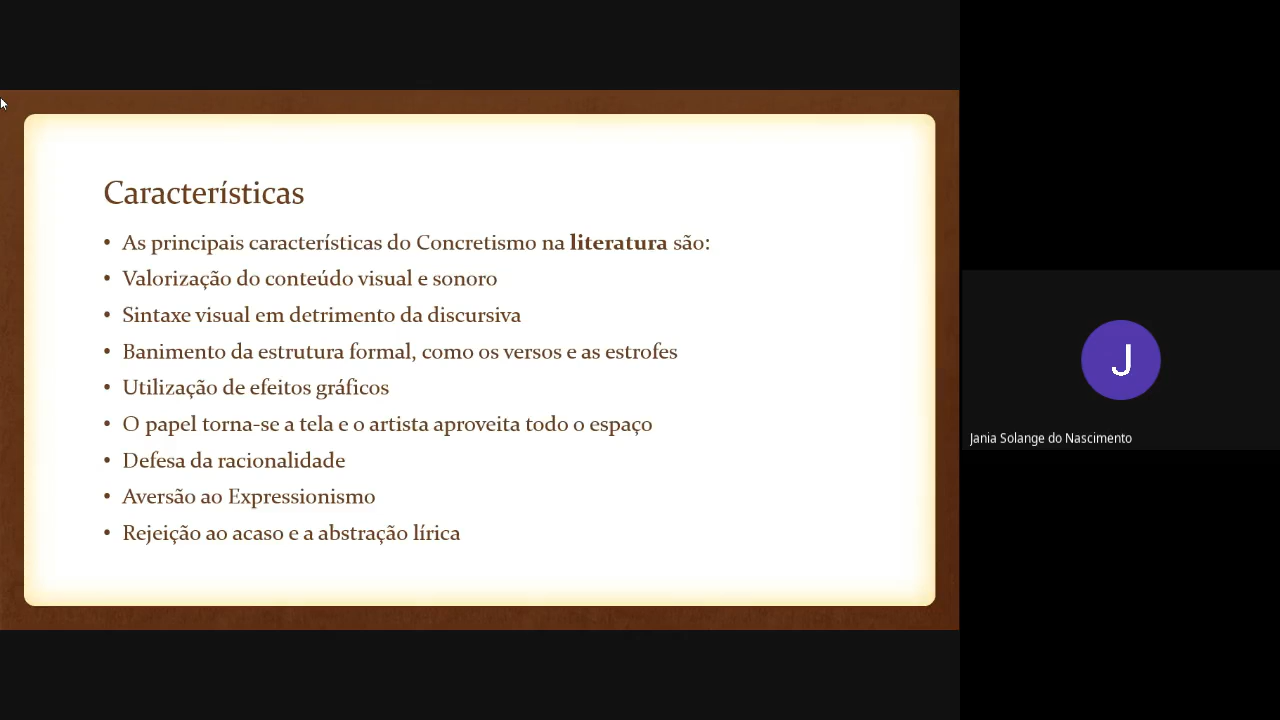 Características
• As principais características do Concretismo na literatura são:
• Valorização do conteúdo visual e sonoro
• Sintaxe visual em detrimento da discursiva
• Banimento da estrutura formal, como os versos e as estrofes
• Utilização de efeitos gráficos
• O papel torna-se a tela e o artista aproveita todo o espaço
• Defesa da racionalidade
• Aversão ao Expressionismo
• Rejeição ao acaso e a abstração lírica
J
Jania Solange do Nascimento